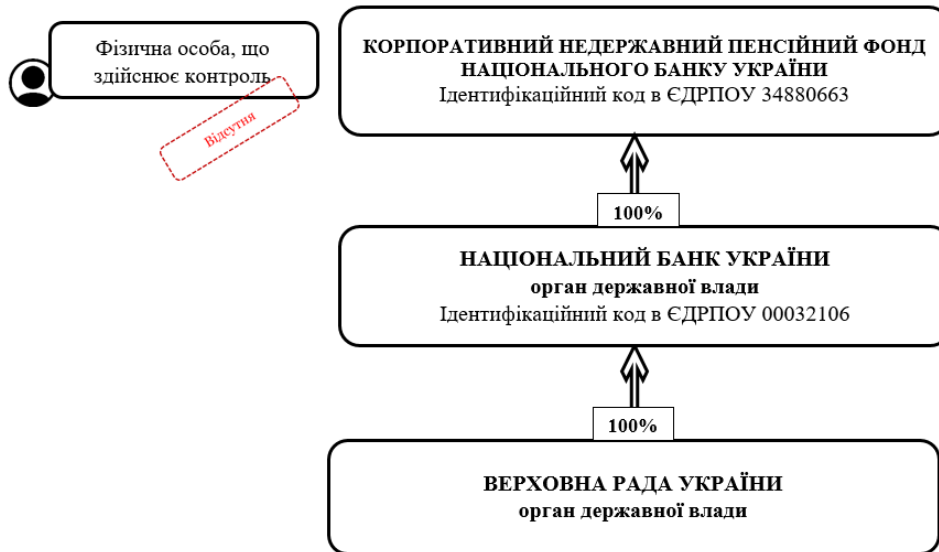 Фізична особа, що
здійснює контроль
Відсутня
КОРПОРАТИВНИЙ НЕДЕРЖАВНИЙ ПЕНСІЙНИЙ ФОНД
НАЦІОНАЛЬНОГО БАНКУ УКРАЇНИ
Ідентифікаційний код в ЄДРПОУ 34880663
100%
НАЦІОНАЛЬНИЙ БАНК УКРАЇНИ
орган державної влади
Ідентифікаційний код в ЄДРПОУ 00032106
100%
ВЕРХОВНА РАДА УКРАЇНИ
орган державної влади